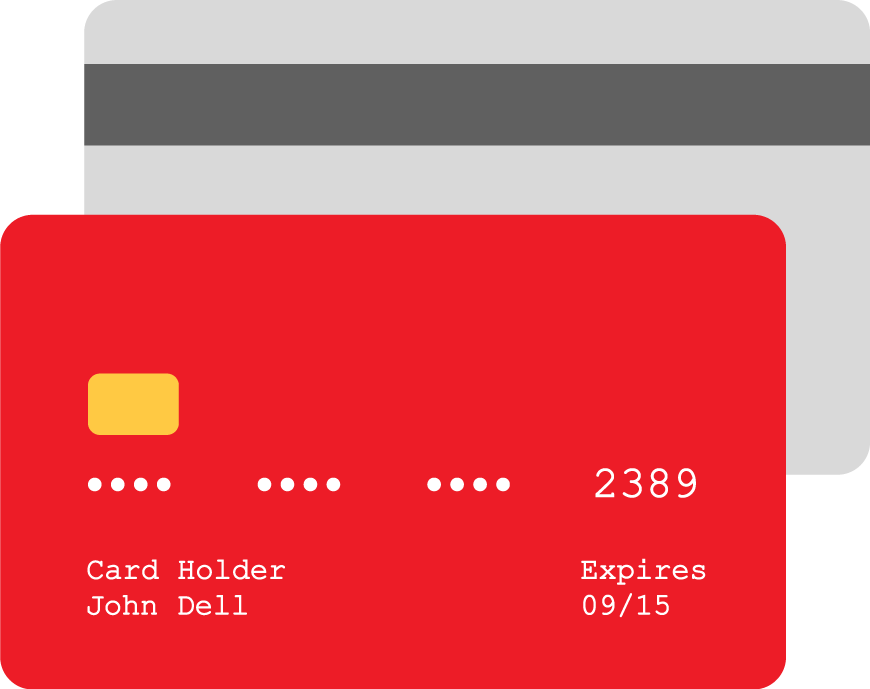 •••• •••• •••• 2389
Card Holder Expires
John Dell 09/15